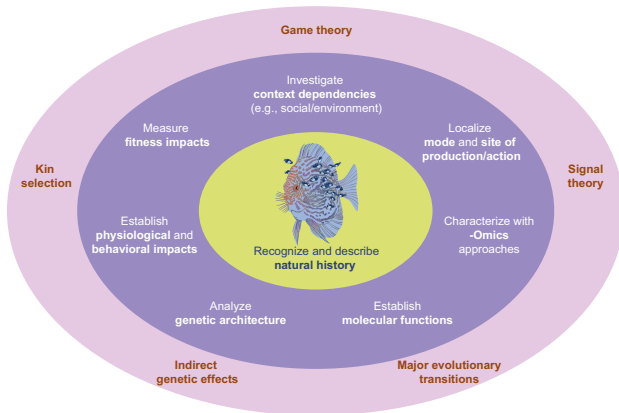 Game theory
Investigate
context dependencies
(e.g., social/environment)
Measure
fitness impacts
Localize
mode and site of
production/action
Kin
selection
Signal
theory
Establish
physiological and
behavioral impacts
Characterize with
-Omics
approaches
Recognize and describe
natural history
Analyze
genetic architecture
Establish
molecular functions
Indirect
genetic effects
Major evolutionary
transitions